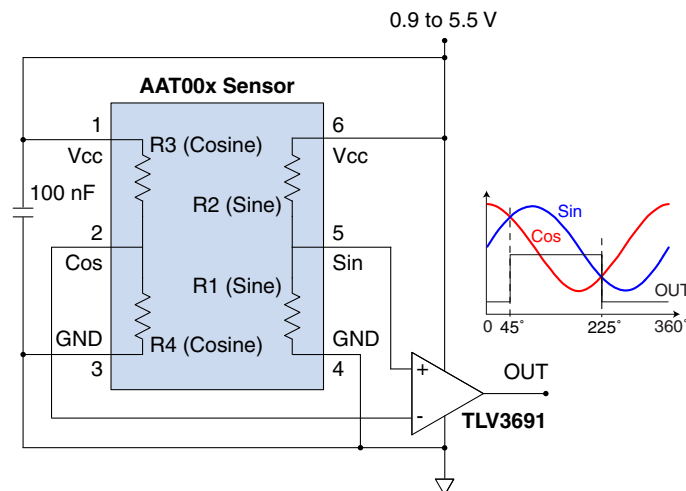 0.9 to 5.5 V
AAT00x Sensor
1
6
R3 (Cosine)
Vcc
Vcc
100 nF
R2 (Sine)
2
5
Cos
Sin
R1 (Sine)
GND
GND
R4 (Cosine)
3
4
+
-
OUT
TLV3691
Sin
Cos
OUT
0 45° 225° 360°